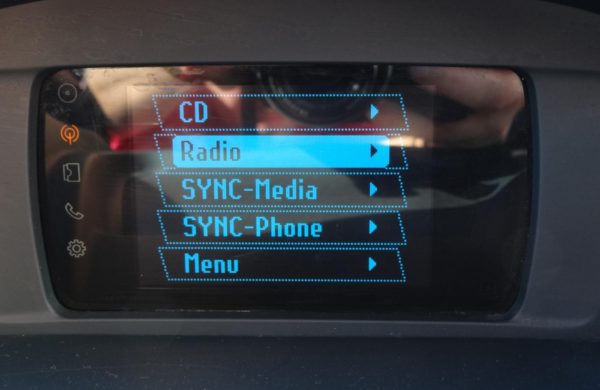 CD
Radio
SYNC-Media
SYNC-Phone
Menu